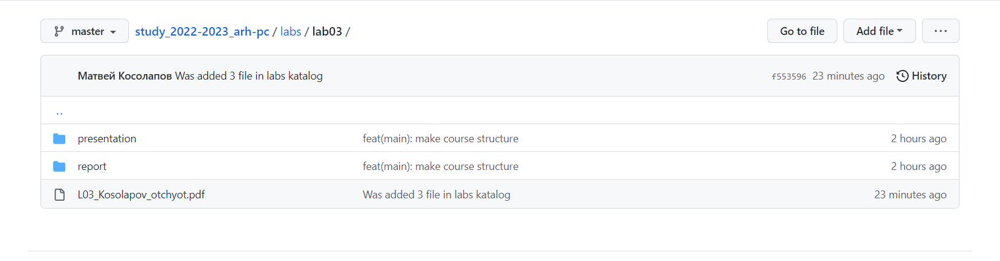 master study_2022-2023_arh-pc / labs / lab03 / Go to file Add file ...
Матвей Косолапов Was added 3 file in labs katalog f553596 23 minutes ago History
..
presentation feat(main): make course structure 2 hours ago
report feat(main): make course structure 2 hours ago
L03_Kosolapov_otchyot.pdf Was added 3 file in labs katalog 23 minutes ago